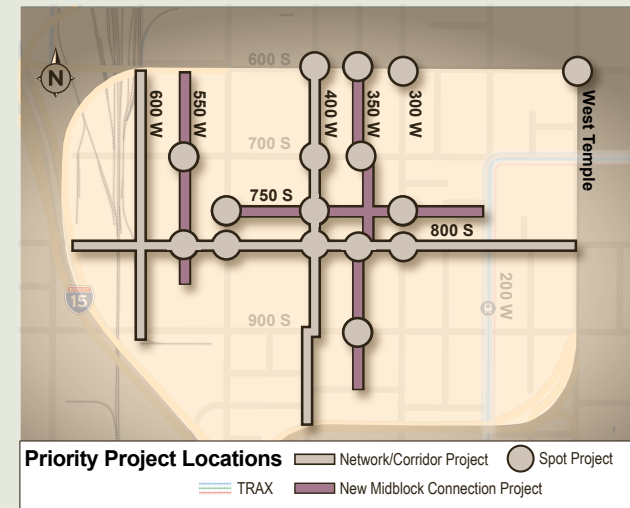 N
600 S
600 W
550 W
400 W
350 W
300 W
West Temple
700 S
750 S
800 S
15
200 W
900 S
Priority Project Locations
Network/Corridor Project
Spot Project
TRAX
New Midblock Connection Project